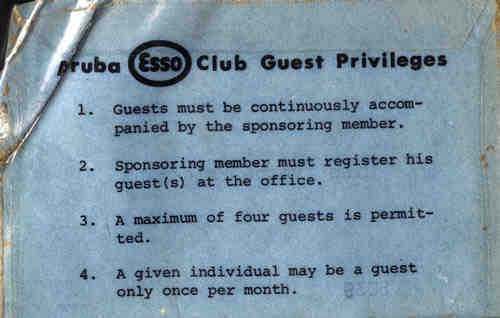 Aruba Esso Club Guest Privileges
1. Guests must be continuously accom-
panied by the sponsoring member.
2. Sponsoring member must register his
guest(s) at the office.
3. A maximum of four guests is permit-
ted.
4. A given individual may be a guest
only once per month.